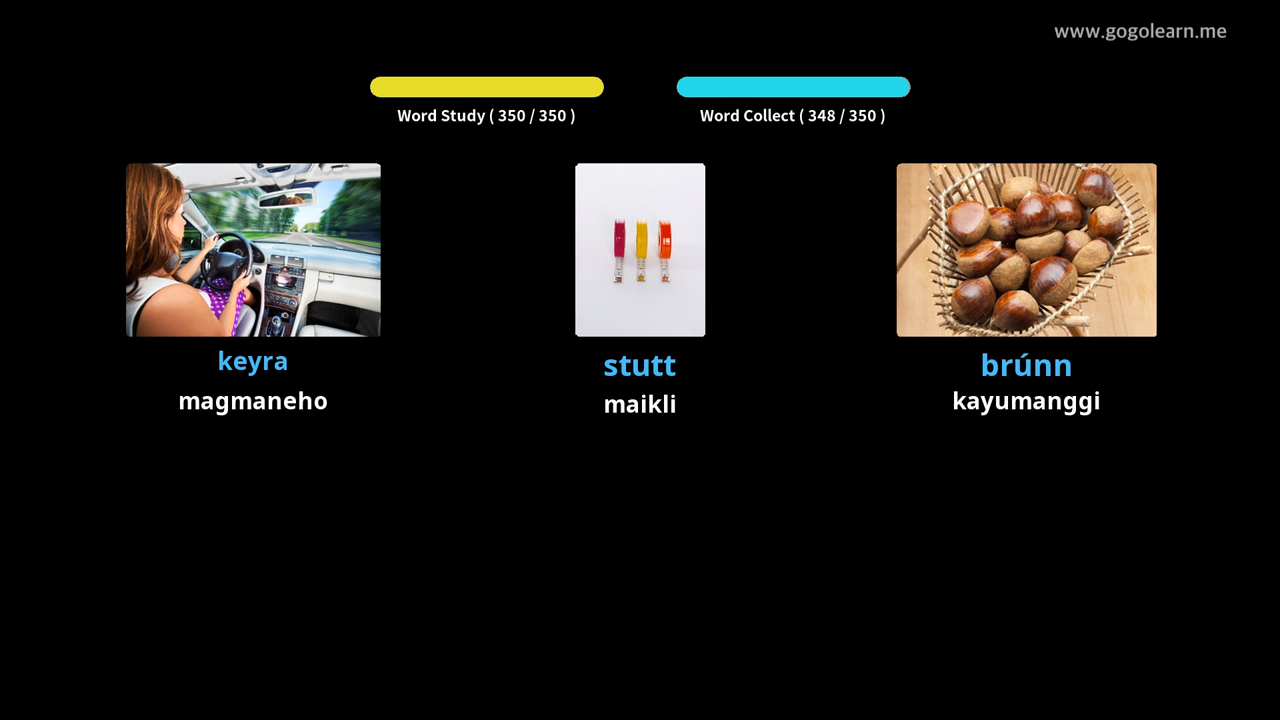 www.gogolearn.me
Word Study ( 350 / 350 )
Word Collect ( 348 / 350 )
keyra
magmaneho
stutt
maikli
brúnn
kayumanggi